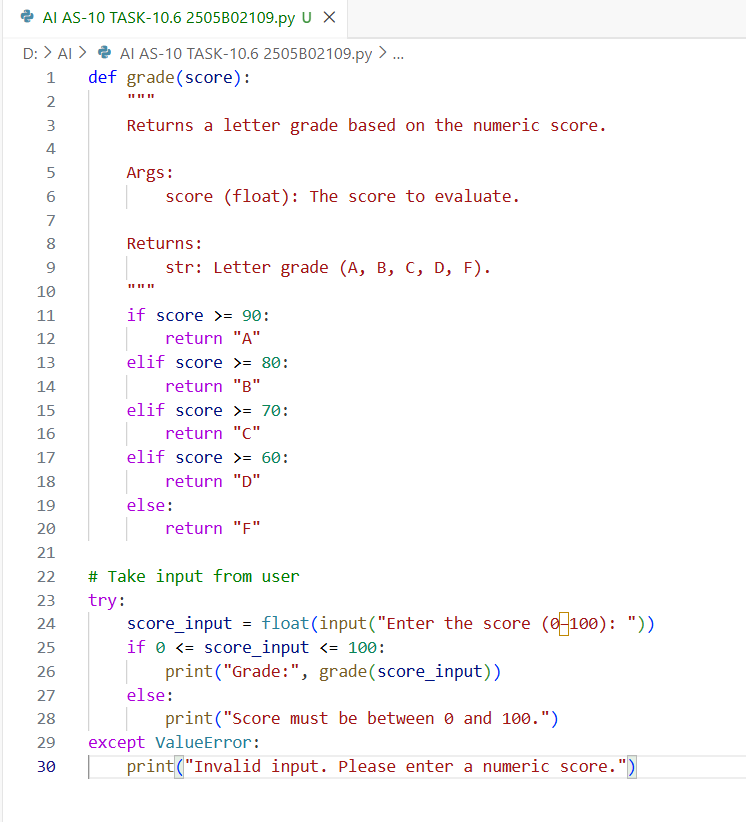 AI AS-10 TASK-10.6 2505B02109.py U ×
D: > AI > AI AS-10 TASK-10.6 2505B02109.py > ...
1 def grade(score):
2     """
3     Returns a letter grade based on the numeric score.
4
5     Args:
6         score (float): The score to evaluate.
7
8     Returns:
9         str: Letter grade (A, B, C, D, F).
10     """
11     if score >= 90:
12         return "A"
13     elif score >= 80:
14         return "B"
15     elif score >= 70:
16         return "C"
17     elif score >= 60:
18         return "D"
19     else:
20         return "F"
21
22 # Take input from user
23 try:
24     score_input = float(input("Enter the score (0–100): "))
25     if 0 <= score_input <= 100:
26         print("Grade:", grade(score_input))
27     else:
28         print("Score must be between 0 and 100.")
29 except ValueError:
30     print("Invalid input. Please enter a numeric score.")